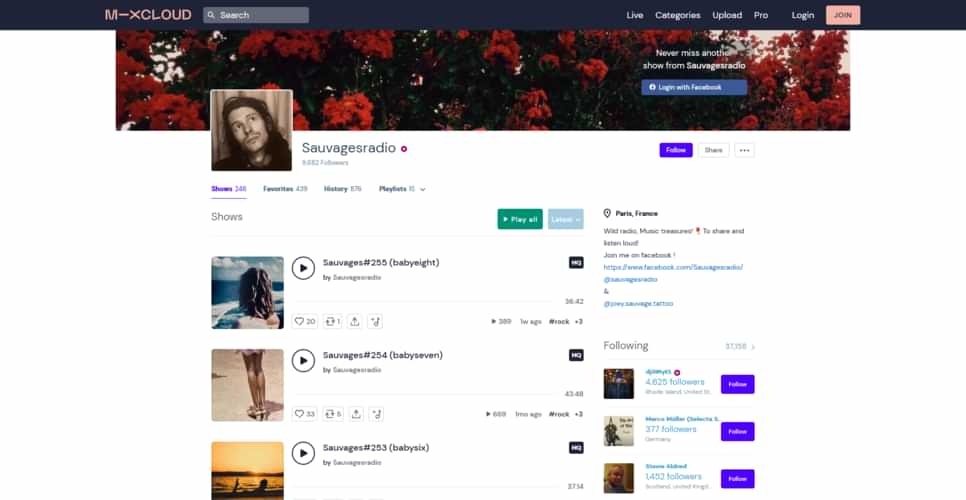 M–XCLOUD
Search
Live Categories Upload Pro Login JOIN
Never miss another
show from Sauvagesradio
Login with Facebook
Sauvagesradio
Followers
Follow Share
Shows 246 Favorites 439 History 576 Playlists 15
Shows
Play all Latest
Sauvages#255 (babyeight)
HQ
by Sauvagesradio
36:42
20 1 389 1w ago #rock +3
Sauvages#254 (babyseven)
HQ
by Sauvagesradio
43:48
33 5 669 1mo ago #rock +3
Sauvages#253 (babysix)
HQ
by Sauvagesradio
37:14
Paris, France
Wild radio, Music treasures! To share and
listen loud!
Join me on facebook !
https://www.facebook.com/Sauvagesradio/
@sauvagesradio
&
@joey.sauvage.tattoo
Following 37,158
4,625 followers
Rhode Island, United St...
Follow
Marco Müller (Selecta S...
377 followers
Germany
Follow
Stevie Aldred
1,452 followers
Scotland, United Kingd...
Follow